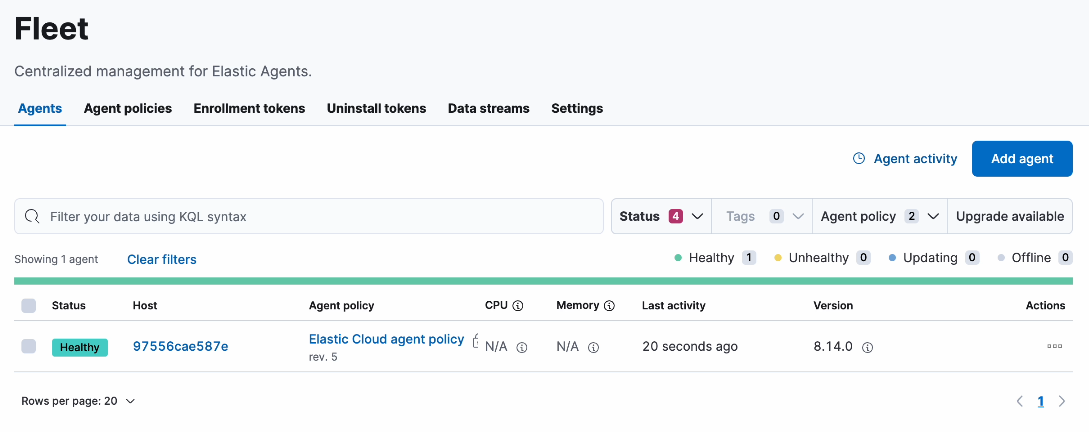 Fleet
Centralized management for Elastic Agents.
Agents Agent policies Enrollment tokens Uninstall tokens Data streams Settings
Agent activity Add agent
Filter your data using KQL syntax Status 4 Tags 0 Agent policy 2 Upgrade available
Showing 1 agent Clear filters Healthy 1 Unhealthy 0 Updating 0 Offline 0
Status Host Agent policy CPU Memory Last activity Version Actions
Healthy 97556cae587e Elastic Cloud agent policy N/A N/A 20 seconds ago 8.14.0
rev. 5
Rows per page: 20 1